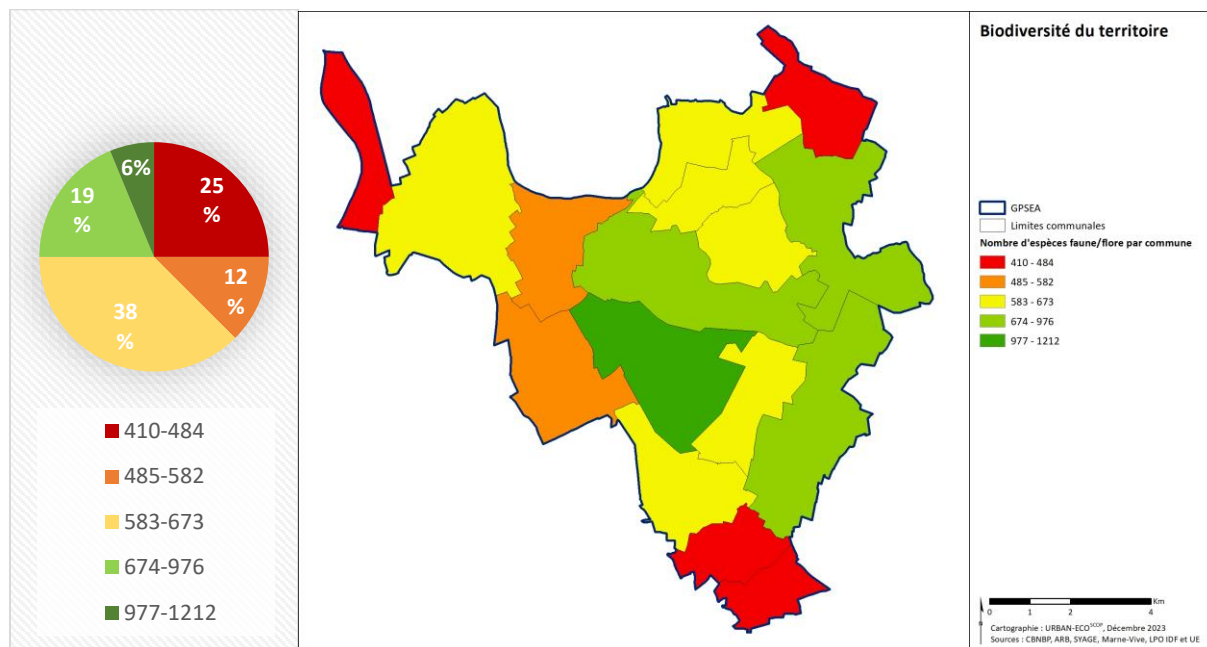 6%
25
%
19
%
12
%
38
%
410-484
485-582
583-673
674-976
977-1212
Biodiversité du territoire
GPSEA
Limites communales
Nombre d'espèces faune/flore par commune
410 - 484
485 - 582
583 - 673
674 - 976
977 - 1212
Km
0 1 2 4
N
Cartographie : URBAN-ECO SCOP, Décembre 2023
Sources : CBNBP, ARB, SYAGE, Marne-Vive, LPO IDF et UE